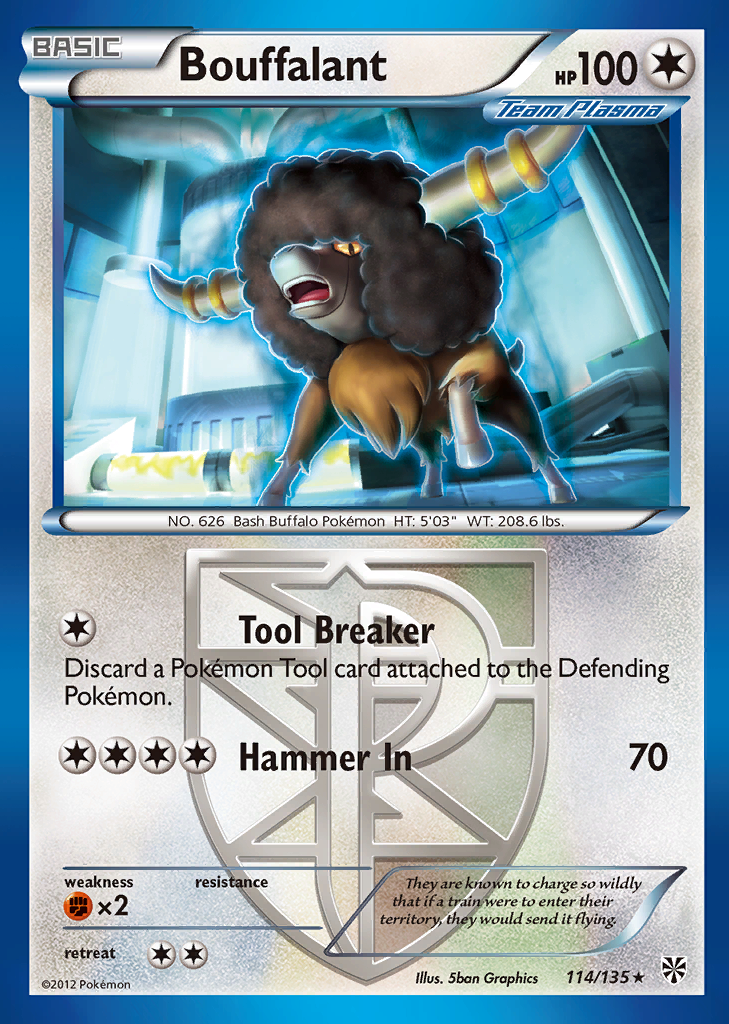 BASIC
Bouffalant
HP100
Team Plasma
NO. 626 Bash Buffalo Pokémon HT: 5'03" WT: 208.6 lbs.
Tool Breaker
Discard a Pokémon Tool card attached to the Defending
Pokémon.
Hammer In 70
weakness resistance
×2
They are known to charge so wildly
that if a train were to enter their
territory, they would send it flying.
retreat
Illus. 5ban Graphics 114/135★
©2012 Pokémon